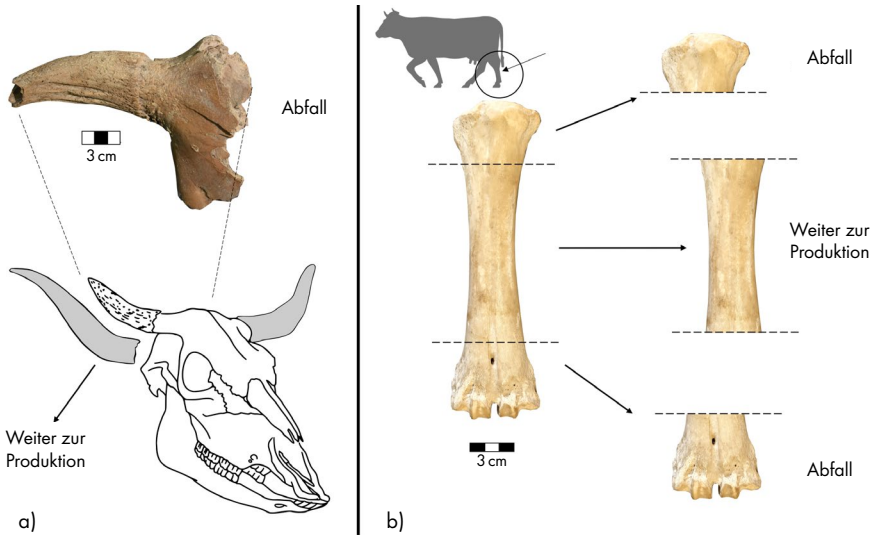 Abfall
3 cm
Weiter zur
Produktion
a)
Abfall
Weiter zur
Produktion
3 cm
Abfall
b)